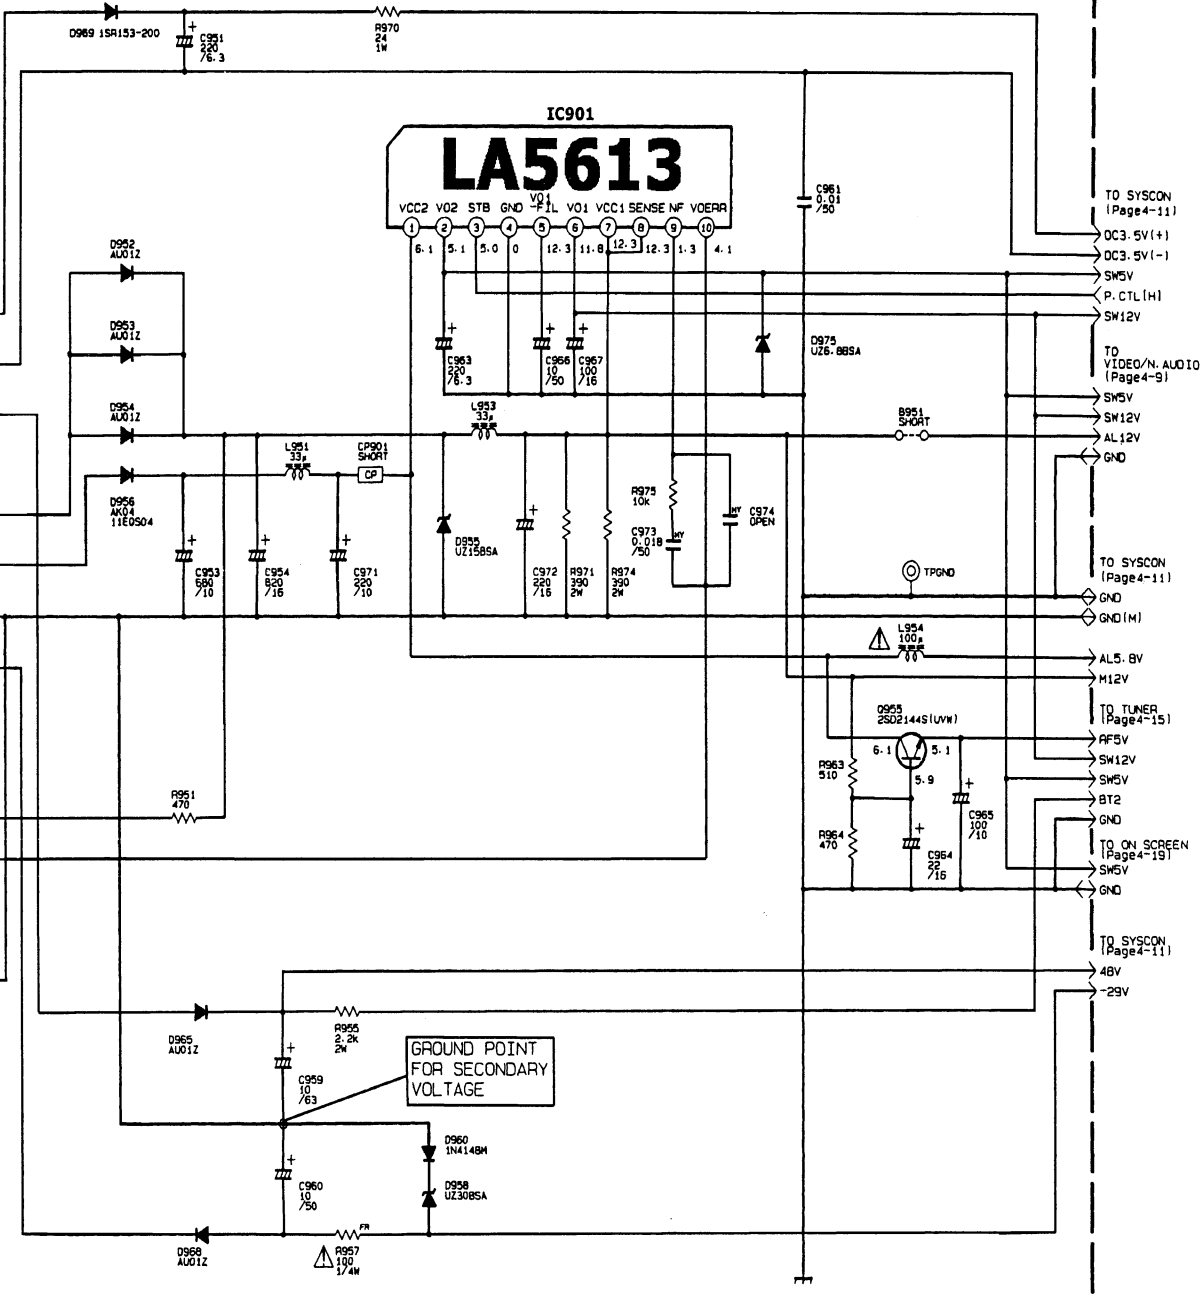 D969 1SR153-200
C951
220
/6.3
R970
24
1W
IC901
LA5613
VCC2 VO2 STB GND VO1-FIL VO1 VCC1 SENSE NF VOERR
1 2 3 4 5 6 7 8 9 10
6.1 5.1 5.0 0 12.3 11.8 12.3 12.3 1.3 4.1
C961
0.01
/50
TO SYSCON
(Page4-11)
DC3.5V(+)
DC3.5V(-)
SW5V
P.CTL(H)
SW12V
D952
AU01Z
D953
AU01Z
D954
AU01Z
D956
AK04
11EQS04
C963
220
/6.3
C966
10
/50
C967
100
/16
D975
UZ6.8BSA
TO
VIDEO/N.AUDIO
(Page4-9)
SW5V
SW12V
AL12V
GND
L953
33μ
B951
SHORT
L951
33μ
CP901
SHORT
CP
R975
10k
C973
0.018
/50
MY
MY
C974
OPEN
D955
UZ15BSA
C953
680
/10
C954
820
/16
C971
220
/10
C972
220
/16
R971
390
2W
R974
390
2W
TPGND
TO SYSCON
(Page4-11)
GND
GND(M)
L954
100μ
AL5.8V
M12V
Q955
2SD2144S(UVW)
6.1
5.1
5.9
TO TUNER
(Page4-15)
AF5V
SW12V
SW5V
BT2
GND
R963
510
R964
470
C965
100
/10
C964
22
/16
R951
470
TO ON SCREEN
(Page4-19)
SW5V
GND
TO SYSCON
(Page4-11)
48V
-29V
D965
AU01Z
R955
2.2k
2W
C959
10
/63
GROUND POINT
FOR SECONDARY
VOLTAGE
D960
1N4148M
C960
10
/50
D958
UZ30BSA
D968
AU01Z
FR
R957
100
1/4W